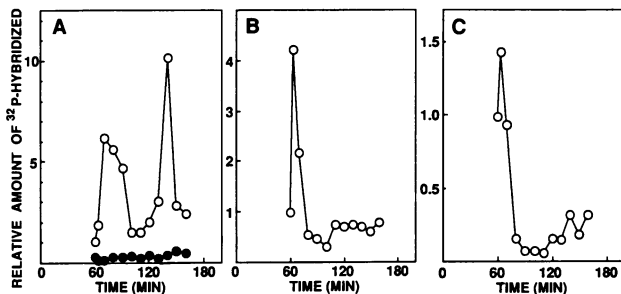 RELATIVE AMOUNT OF ³²P-HYBRIDIZED
A
10
5
0 60 120 180
TIME (MIN)
B
4
3
2
1
0 60 120 180
TIME (MIN)
C
1.5
1.0
0.5
0 60 120 180
TIME (MIN)